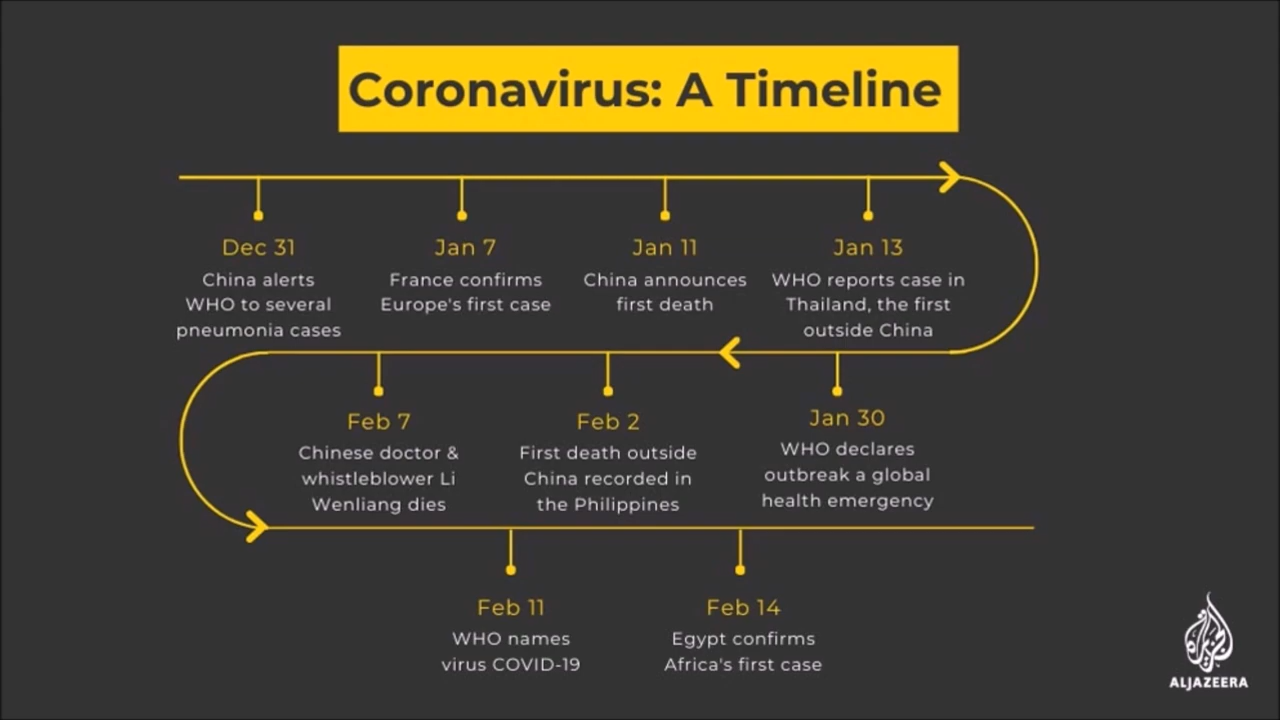 Coronavirus: A Timeline
Dec 31
China alerts
WHO to several
pneumonia cases
Jan 7
France confirms
Europe's first case
Jan 11
China announces
first death
Jan 13
WHO reports case in
Thailand, the first
outside China
Jan 30
WHO declares
outbreak a global
health emergency
Feb 2
First death outside
China recorded in
the Philippines
Feb 7
Chinese doctor &
whistleblower Li
Wenliang dies
Feb 11
WHO names
virus COVID-19
Feb 14
Egypt confirms
Africa's first case
الجزيرة
ALJAZEERA